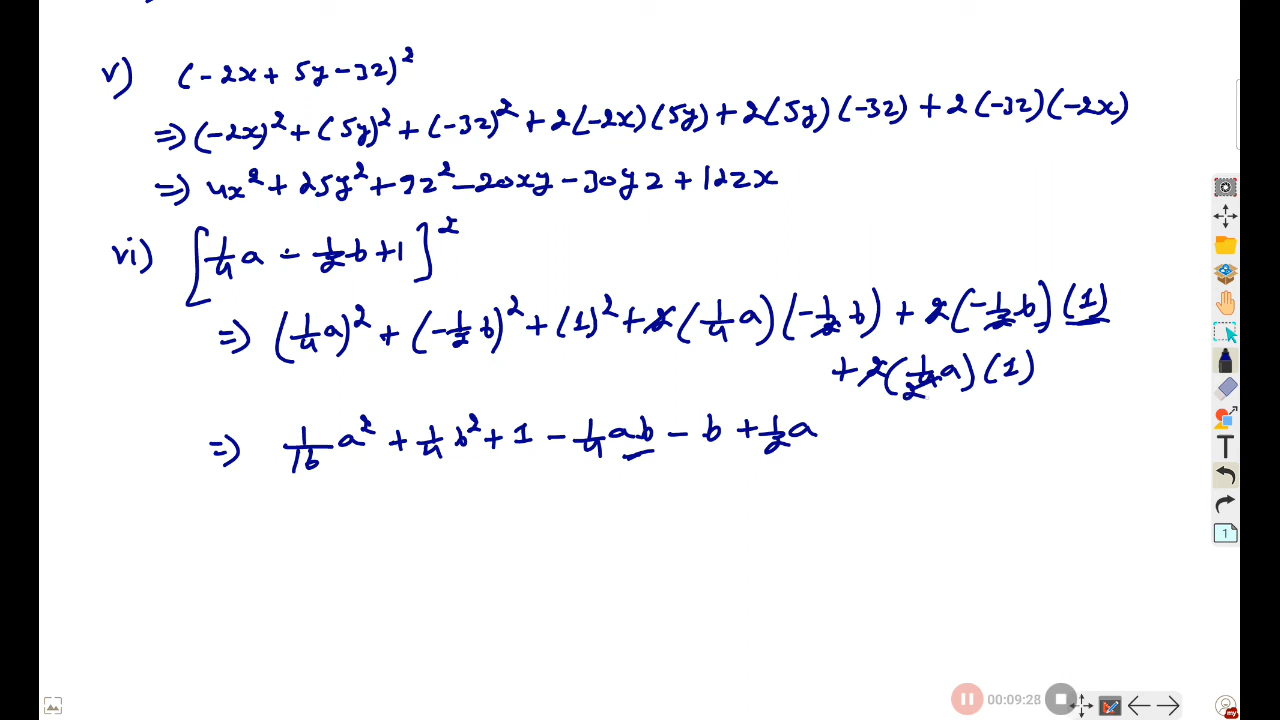 v) (-2x + 5y - 3z)²
=> (-2x)² + (5y)² + (-3z)² + 2(-2x)(5y) + 2(5y)(-3z) + 2(-3z)(-2x)
=> 4x² + 25y² + 9z² - 20xy - 30yz + 12zx
vi) [1/4 a - 1/2 b + 1]²
=> (1/4 a)² + (-1/2 b)² + (1)² + 2(1/4 a)(-1/2 b) + 2(-1/2 b)(1)
+ 2(1/4 a)(1)
2
=> 1/16 a² + 1/4 b² + 1 - 1/4 ab - b + 1/2 a
T
1
00:09:28